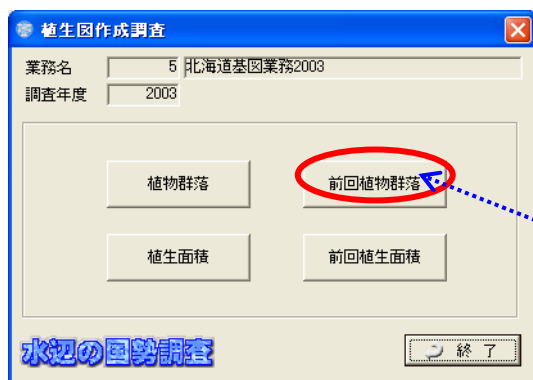 植生図作成調査
業務名 5 北海道基図業務2003
調査年度 2003
植物群落 前回植物群落
植生面積 前回植生面積
水辺の国勢調査 終了